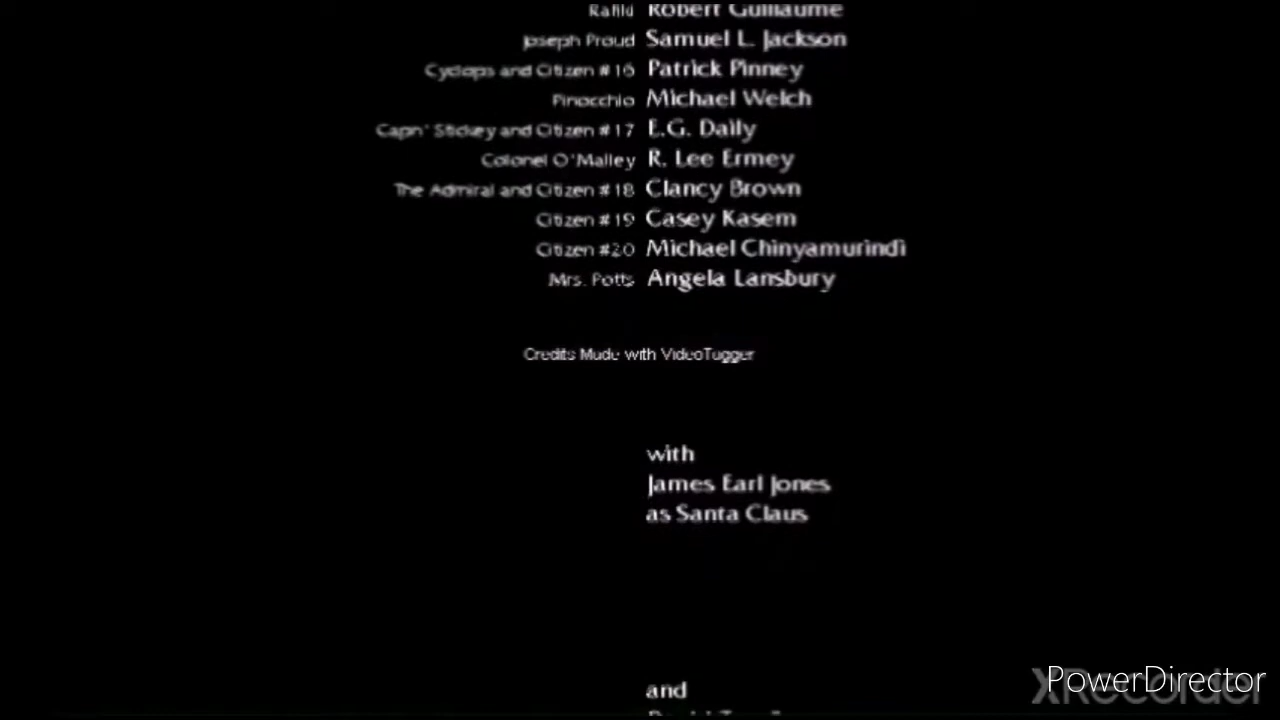 Rafiki Robert Guillaume
Joseph Proud Samuel L. Jackson
Cyclops and Citizen #16 Patrick Pinney
Pinocchio Michael Welch
Capn' Stickey and Citizen #17 E.G. Daily
Colonel O'Malley R. Lee Ermey
The Admiral and Citizen #18 Clancy Brown
Citizen #19 Casey Kasem
Citizen #20 Michael Chinyamurindi
Mrs. Potts Angela Lansbury
Credits Made with VideoTugger
with
James Earl Jones
as Santa Claus
and
PowerDirector
XRecorder